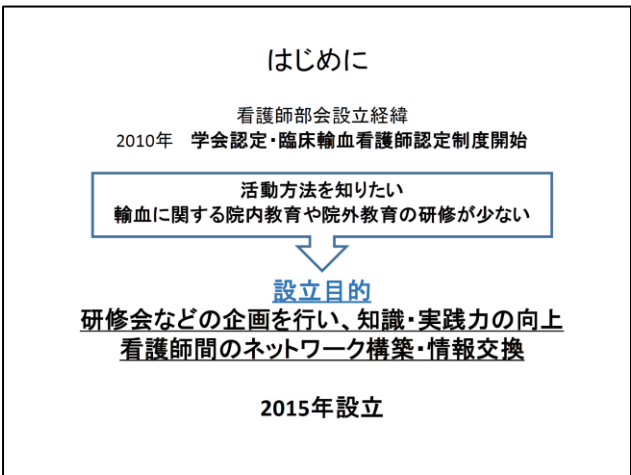 はじめに
看護師部会設立経緯
2010年　学会認定・臨床輸血看護師認定制度開始
活動方法を知りたい
輸血に関する院内教育や院外教育の研修が少ない
設立目的
研修会などの企画を行い、知識・実践力の向上
看護師間のネットワーク構築・情報交換
2015年設立